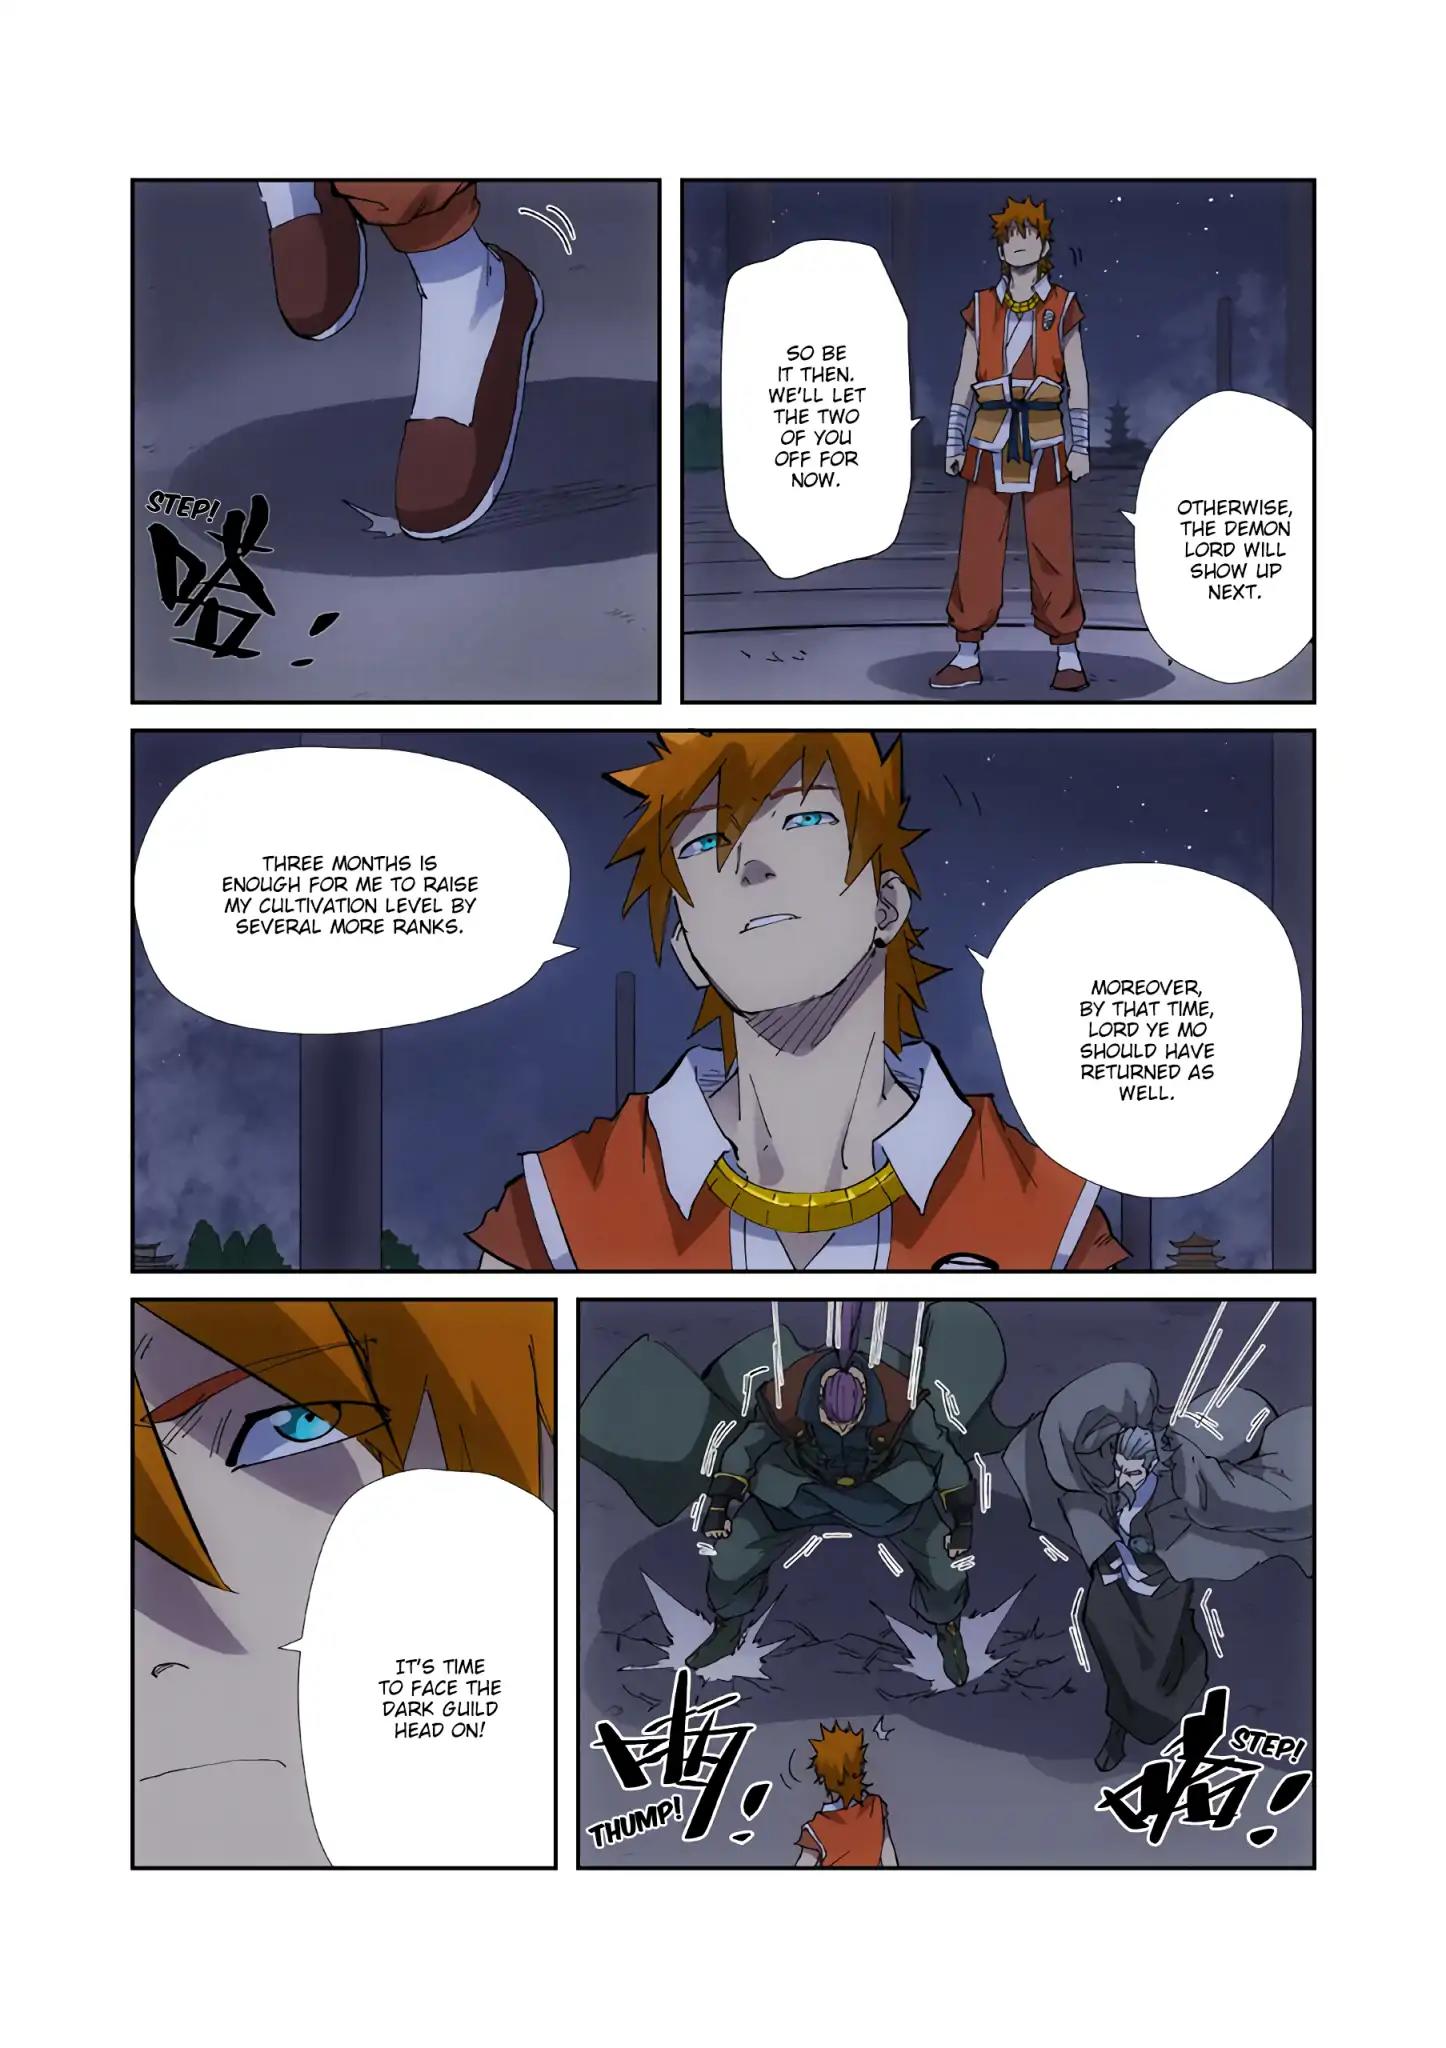 STEP!
嗒
SO BE
IT THEN.
WE'LL LET
THE TWO
OF YOU
OFF FOR
NOW.
OTHERWISE,
THE DEMON
LORD WILL
SHOW UP
NEXT.
THREE MONTHS IS
ENOUGH FOR ME TO RAISE
MY CULTIVATION LEVEL BY
SEVERAL MORE RANKS.
MOREOVER,
BY THAT TIME,
LORD YE MO
SHOULD HAVE
RETURNED AS
WELL.
IT'S TIME
TO FACE THE
DARK GUILD
HEAD ON!
THUMP!
STEP!
嗒!